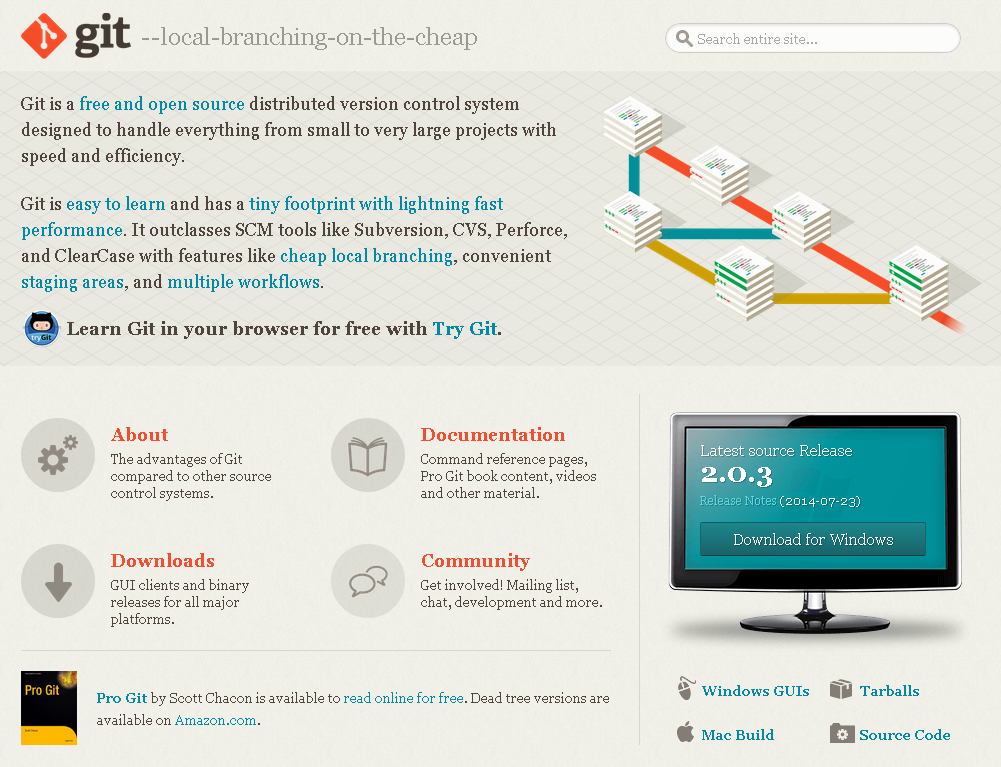 git --local-branching-on-the-cheap
Search entire site...
Git is a free and open source distributed version control system
designed to handle everything from small to very large projects with
speed and efficiency.
Git is easy to learn and has a tiny footprint with lightning fast
performance. It outclasses SCM tools like Subversion, CVS, Perforce,
and ClearCase with features like cheap local branching, convenient
staging areas, and multiple workflows.
tryGit
Learn Git in your browser for free with Try Git.
About
The advantages of Git
compared to other source
control systems.
Documentation
Command reference pages,
Pro Git book content, videos
and other material.
Downloads
GUI clients and binary
releases for all major
platforms.
Community
Get involved! Mailing list,
chat, development and more.
Pro Git
Pro Git by Scott Chacon is available to read online for free. Dead tree versions are
available on Amazon.com.
Latest source Release
2.0.3
Release Notes (2014-07-23)
Download for Windows
Windows GUIs
Tarballs
Mac Build
Source Code